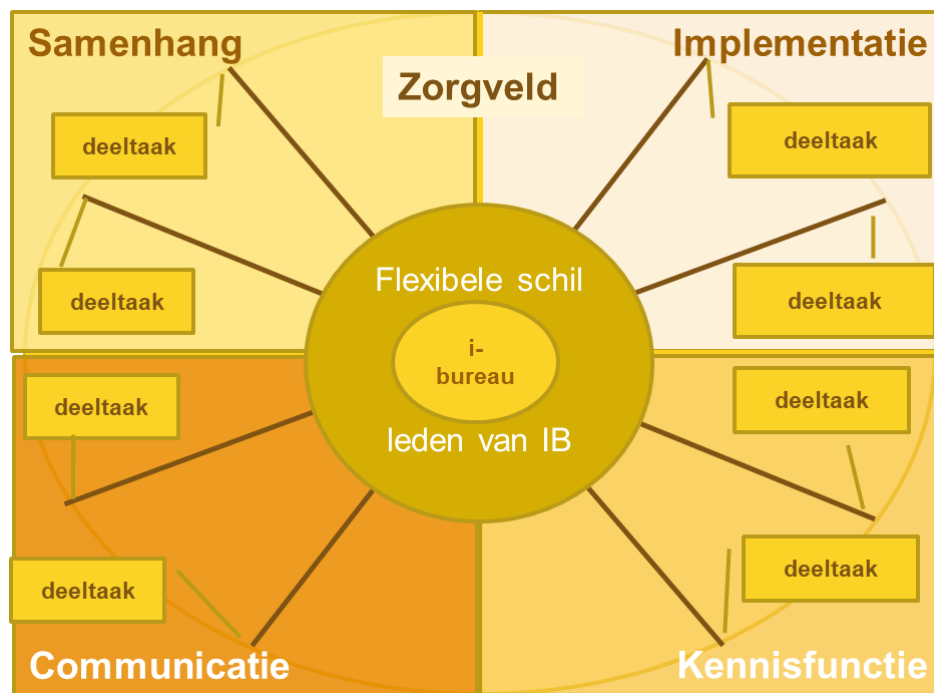 Samenhang
Implementatie
Zorgveld
deeltaak
deeltaak
deeltaak
deeltaak
Flexibele schil
i-
bureau
leden van IB
deeltaak
deeltaak
deeltaak
deeltaak
Communicatie
Kennisfunctie